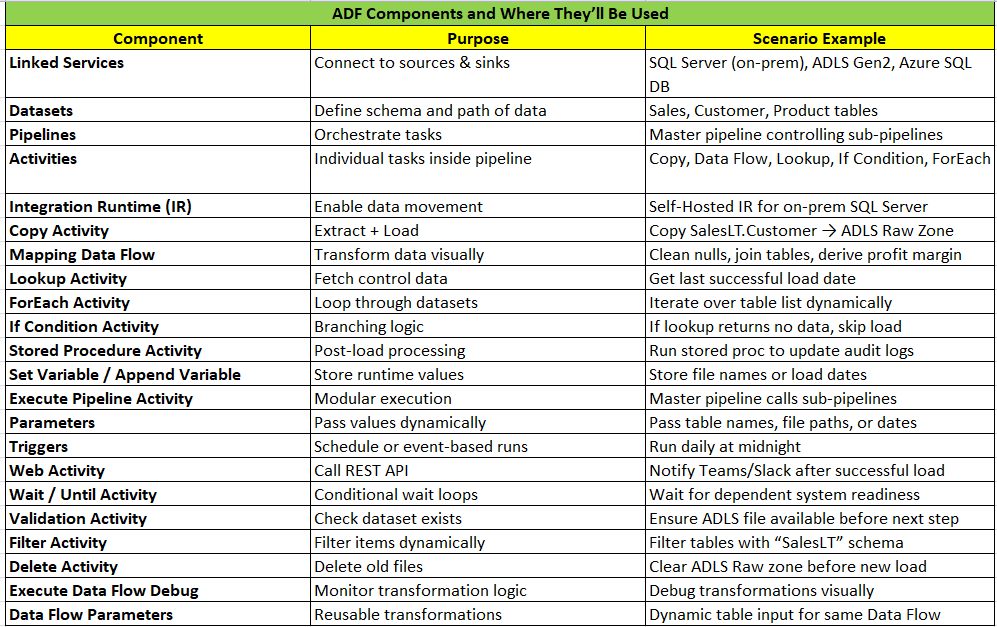 ADF Components and Where They’ll Be Used
Component Purpose Scenario Example
Linked Services Connect to sources & sinks SQL Server (on-prem), ADLS Gen2, Azure SQL
DB
Datasets Define schema and path of data Sales, Customer, Product tables
Pipelines Orchestrate tasks Master pipeline controlling sub-pipelines
Activities Individual tasks inside pipeline Copy, Data Flow, Lookup, If Condition, ForEach
Integration Runtime (IR) Enable data movement Self-Hosted IR for on-prem SQL Server
Copy Activity Extract + Load Copy SalesLT.Customer → ADLS Raw Zone
Mapping Data Flow Transform data visually Clean nulls, join tables, derive profit margin
Lookup Activity Fetch control data Get last successful load date
ForEach Activity Loop through datasets Iterate over table list dynamically
If Condition Activity Branching logic If lookup returns no data, skip load
Stored Procedure Activity Post-load processing Run stored proc to update audit logs
Set Variable / Append Variable Store runtime values Store file names or load dates
Execute Pipeline Activity Modular execution Master pipeline calls sub-pipelines
Parameters Pass values dynamically Pass table names, file paths, or dates
Triggers Schedule or event-based runs Run daily at midnight
Web Activity Call REST API Notify Teams/Slack after successful load
Wait / Until Activity Conditional wait loops Wait for dependent system readiness
Validation Activity Check dataset exists Ensure ADLS file available before next step
Filter Activity Filter items dynamically Filter tables with “SalesLT” schema
Delete Activity Delete old files Clear ADLS Raw zone before new load
Execute Data Flow Debug Monitor transformation logic Debug transformations visually
Data Flow Parameters Reusable transformations Dynamic table input for same Data Flow